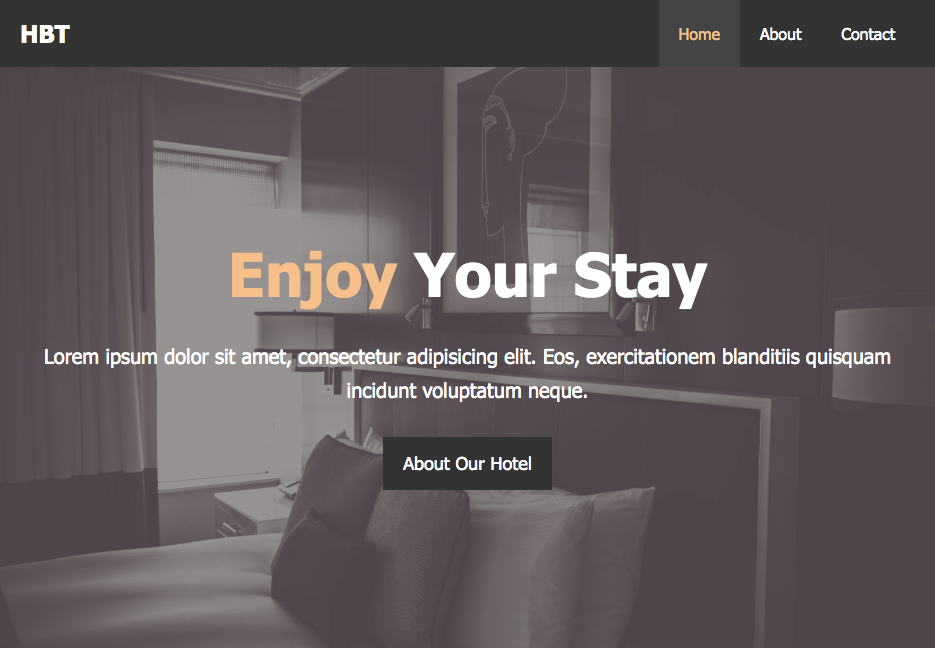 HBT
Home
About
Contact
Enjoy Your Stay
Lorem ipsum dolor sit amet, consectetur adipisicing elit. Eos, exercitationem blanditiis quisquam
incidunt voluptatum neque.
About Our Hotel